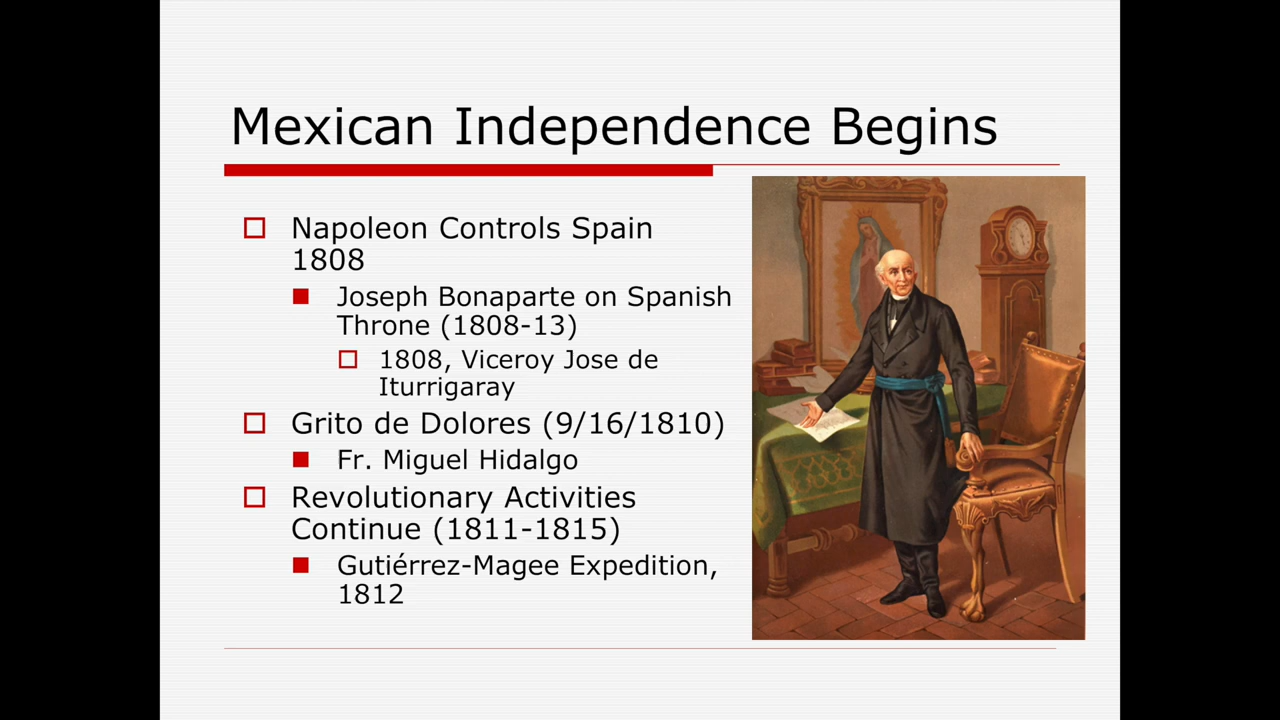 Mexican Independence Begins
Napoleon Controls Spain
1808
Joseph Bonaparte on Spanish
Throne (1808-13)
1808, Viceroy Jose de
Iturrigaray
Grito de Dolores (9/16/1810)
Fr. Miguel Hidalgo
Revolutionary Activities
Continue (1811-1815)
Gutiérrez-Magee Expedition,
1812